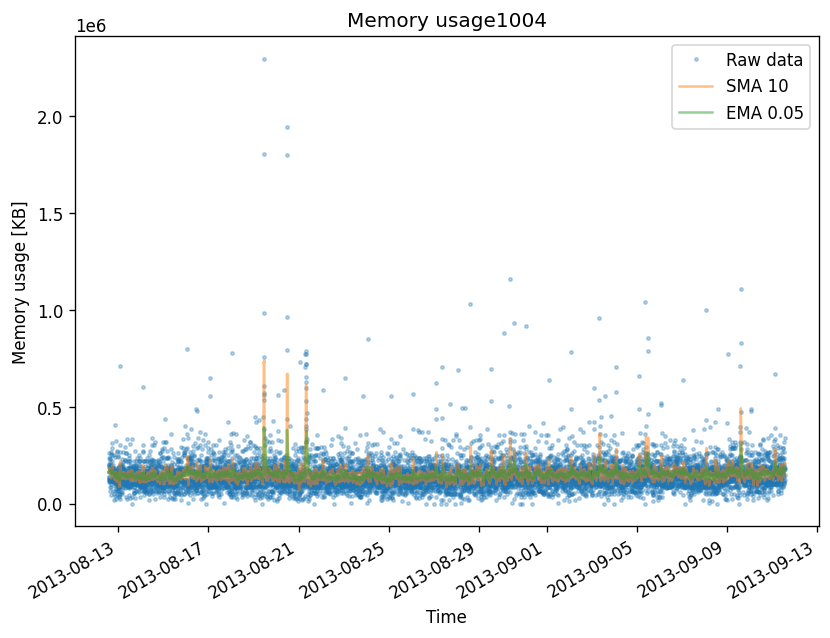 Memory usage1004
1e6
Raw data
SMA 10
EMA 0.05
2.0
1.5
1.0
0.5
0.0
Memory usage [KB]
2013-08-13
2013-08-17
2013-08-21
2013-08-25
2013-08-29
2013-09-01
2013-09-05
2013-09-09
2013-09-13
Time